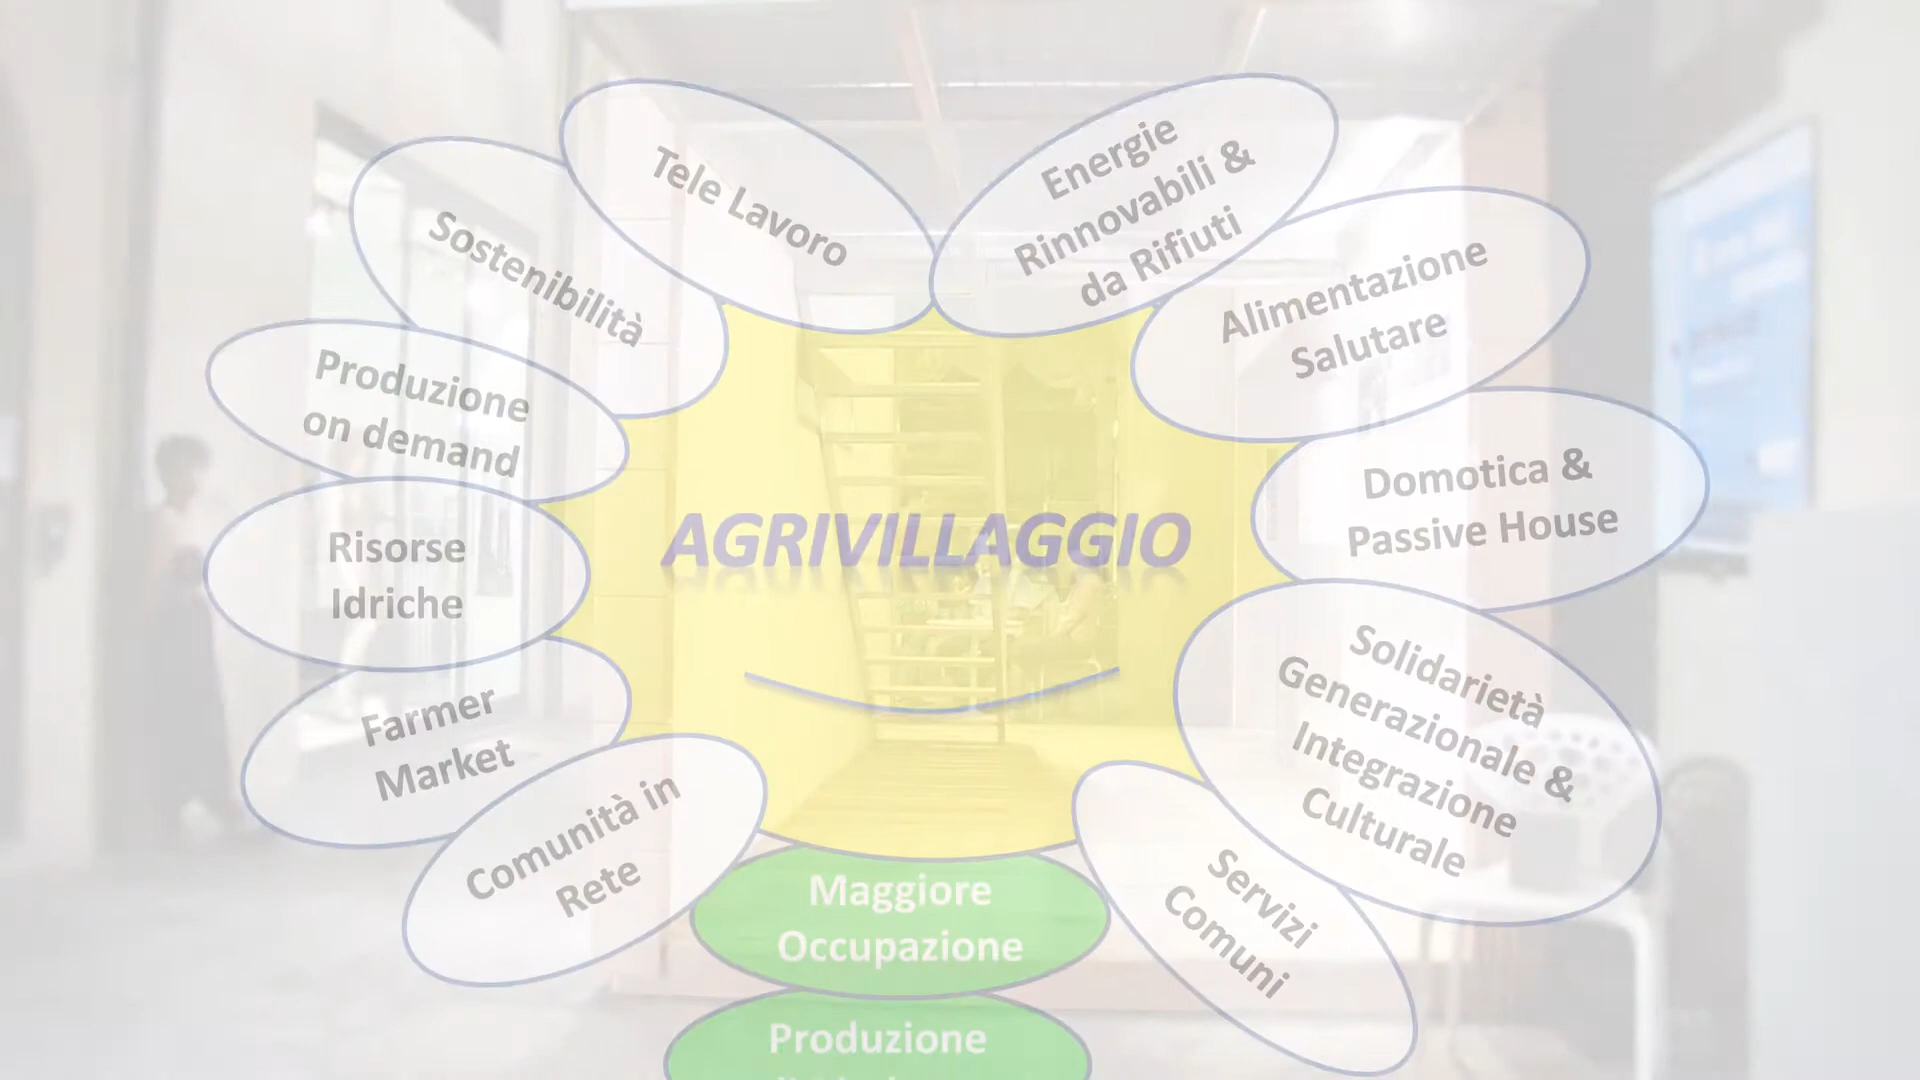 Tele Lavoro
Energie
Rinnovabili &
da Rifiuti
Sostenibilità
Alimentazione
Salutare
Produzione
on demand
Domotica &
Passive House
AGRIVILLAGGIO
Risorse
Idriche
Solidarietà
Generazionale &
Integrazione
Culturale
Farmer
Market
Comunità in
Rete
Servizi
Comuni
Maggiore
Occupazione
Produzione